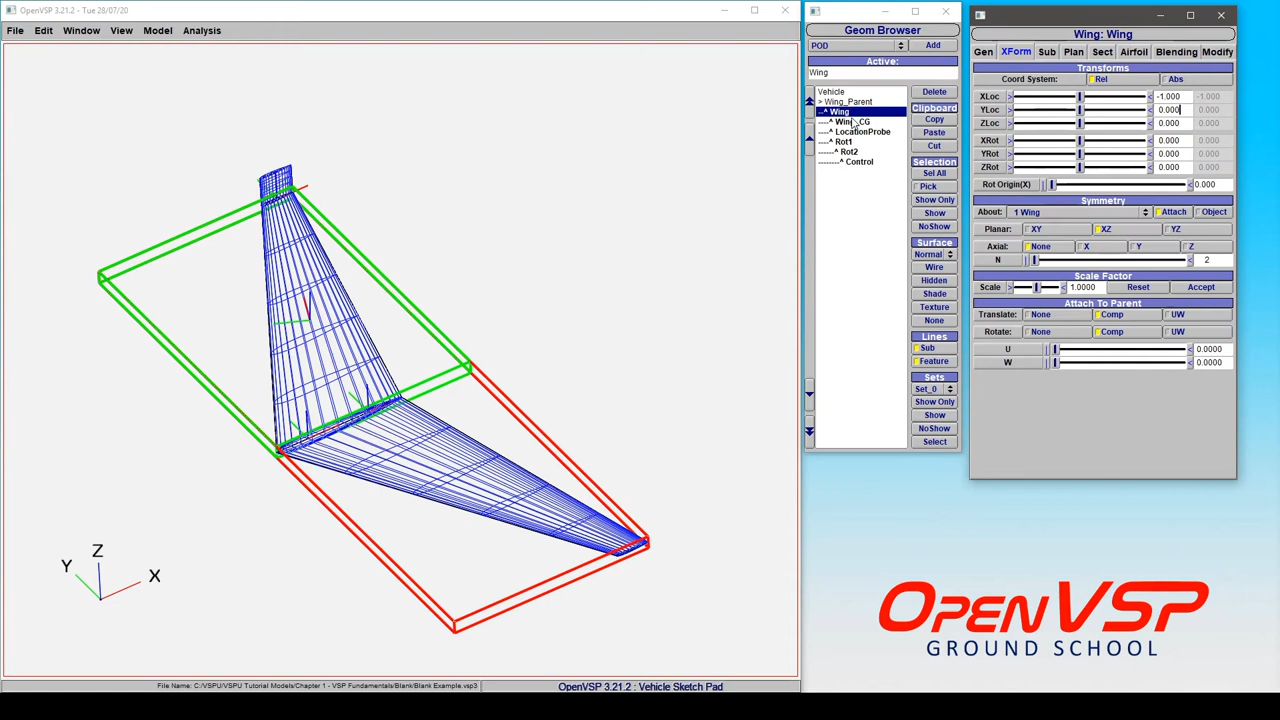 OpenVSP 3.21.2 - Tue 28/07/20
File Edit Window View Model Analysis
Z
Y
X
File Name: C:/VSPU/VSPU Tutorial Models/Chapter 1 - VSP Fundamentals/Blank/Blank Example.vsp3
OpenVSP 3.21.2 : Vehicle Sketch Pad
Geom Browser
POD Add
Active:
Wing
Vehicle
> Wing_Parent
--^ Wing
----^ Wing_CG
----^ LocationProbe
----^ Rot1
------^ Rot2
--------^ Control
Delete
Clipboard
Copy
Paste
Cut
Selection
Sel All
Pick
Show Only
Show
NoShow
Surface
Normal
Wire
Hidden
Shade
Texture
None
Lines
Sub
Feature
Sets
Set_0
Show Only
Show
NoShow
Select
Wing: Wing
Gen XForm Sub Plan Sect Airfoil Blending Modify
Transforms
Coord System: Rel Abs
XLoc > < -1.000 -1.000
YLoc > < 0.000 0.000
ZLoc > < 0.000 0.000
XRot > < 0.000 0.000
YRot > < 0.000 0.000
ZRot > < 0.000 0.000
Rot Origin(X) | < 0.000
Symmetry
About: 1 Wing Attach Object
Planar: XY XZ YZ
Axial: None X Y Z
N | < 2
Scale Factor
Scale > < 1.0000 Reset Accept
Attach To Parent
Translate: None Comp UW
Rotate: None Comp UW
U | < 0.0000
W | < 0.0000
OPENVSP
GROUND SCHOOL